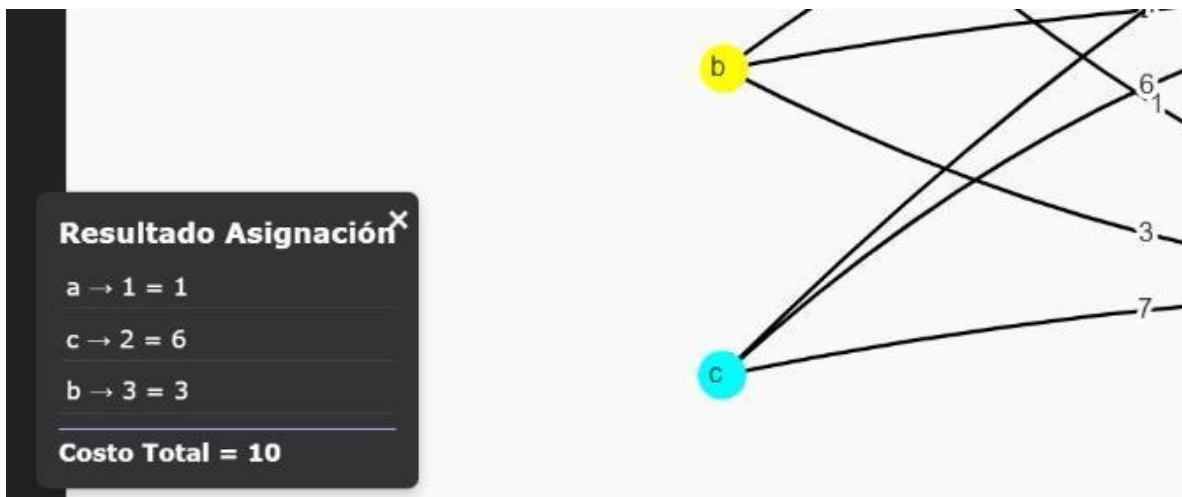 b
6
1
3
7
c
Resultado Asignación
×
a → 1 = 1
c → 2 = 6
b → 3 = 3
Costo Total = 10